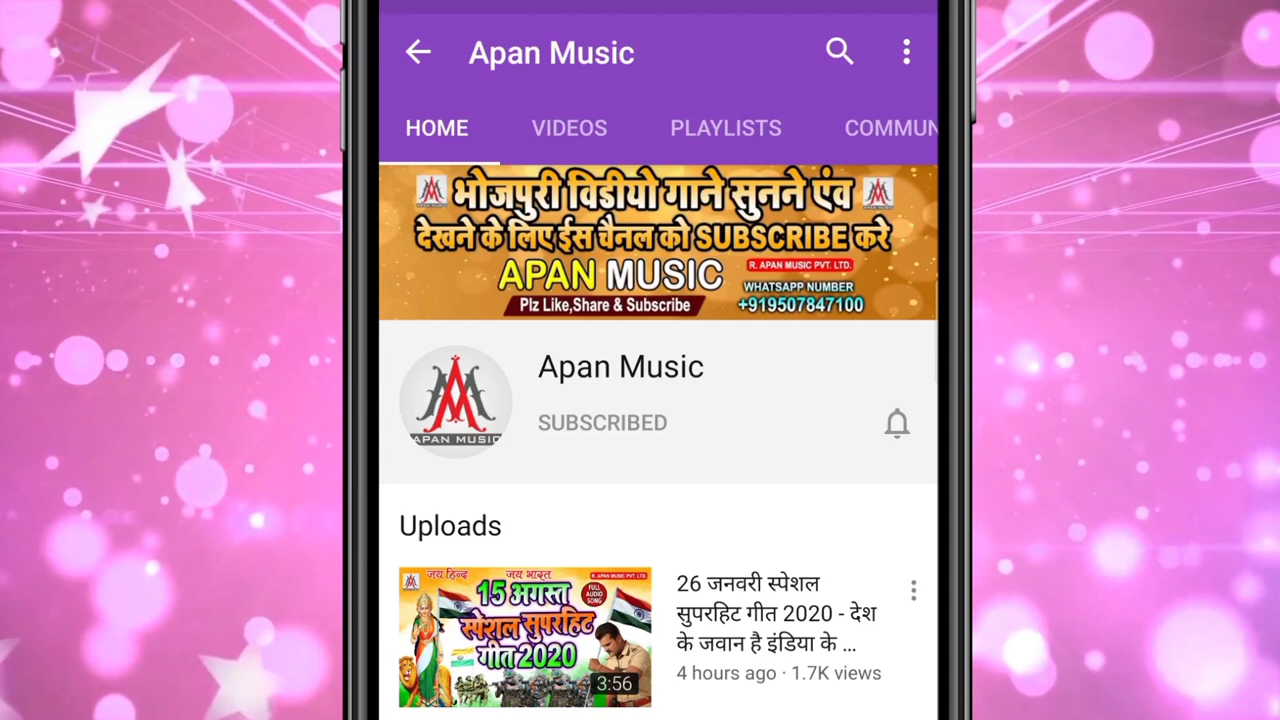 Apan Music
HOME VIDEOS PLAYLISTS COMMUN
भोजपुरी विडीयो गाने सुनने एंव
देखने के लिए ईस चैनल को SUBSCRIBE करे
APAN MUSIC
R. APAN MUSIC PVT. LTD.
WHATSAPP NUMBER
+919507847100
Plz Like,Share & Subscribe
Apan Music
SUBSCRIBED
APAN MUSIC
Uploads
जय हिन्द जय भारत
R. APAN MUSIC PVT. LTD
15 अगस्त
FULL
AUDIO
SONG
स्पेशल सुपरहिट
गीत 2020
3:56
26 जनवरी स्पेशल
सुपरहिट गीत 2020 - देश
के जवान है इंडिया के ...
4 hours ago · 1.7K views